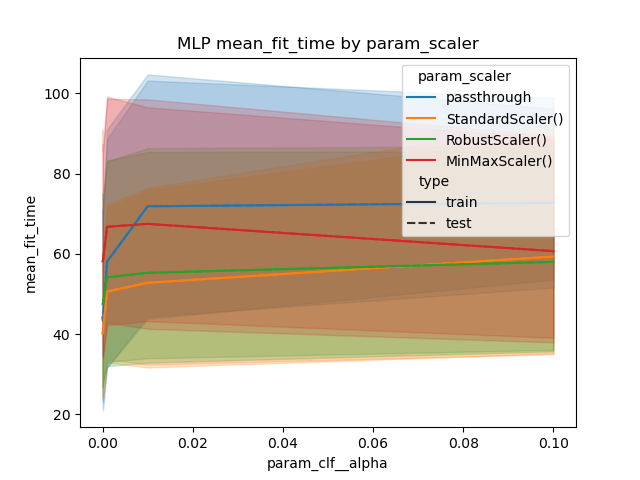 MLP mean_fit_time by param_scaler
param_scaler
passthrough
StandardScaler()
RobustScaler()
MinMaxScaler()
type
train
test
mean_fit_time
100
80
60
40
20
0.00 0.02 0.04 0.06 0.08 0.10
param_clf__alpha